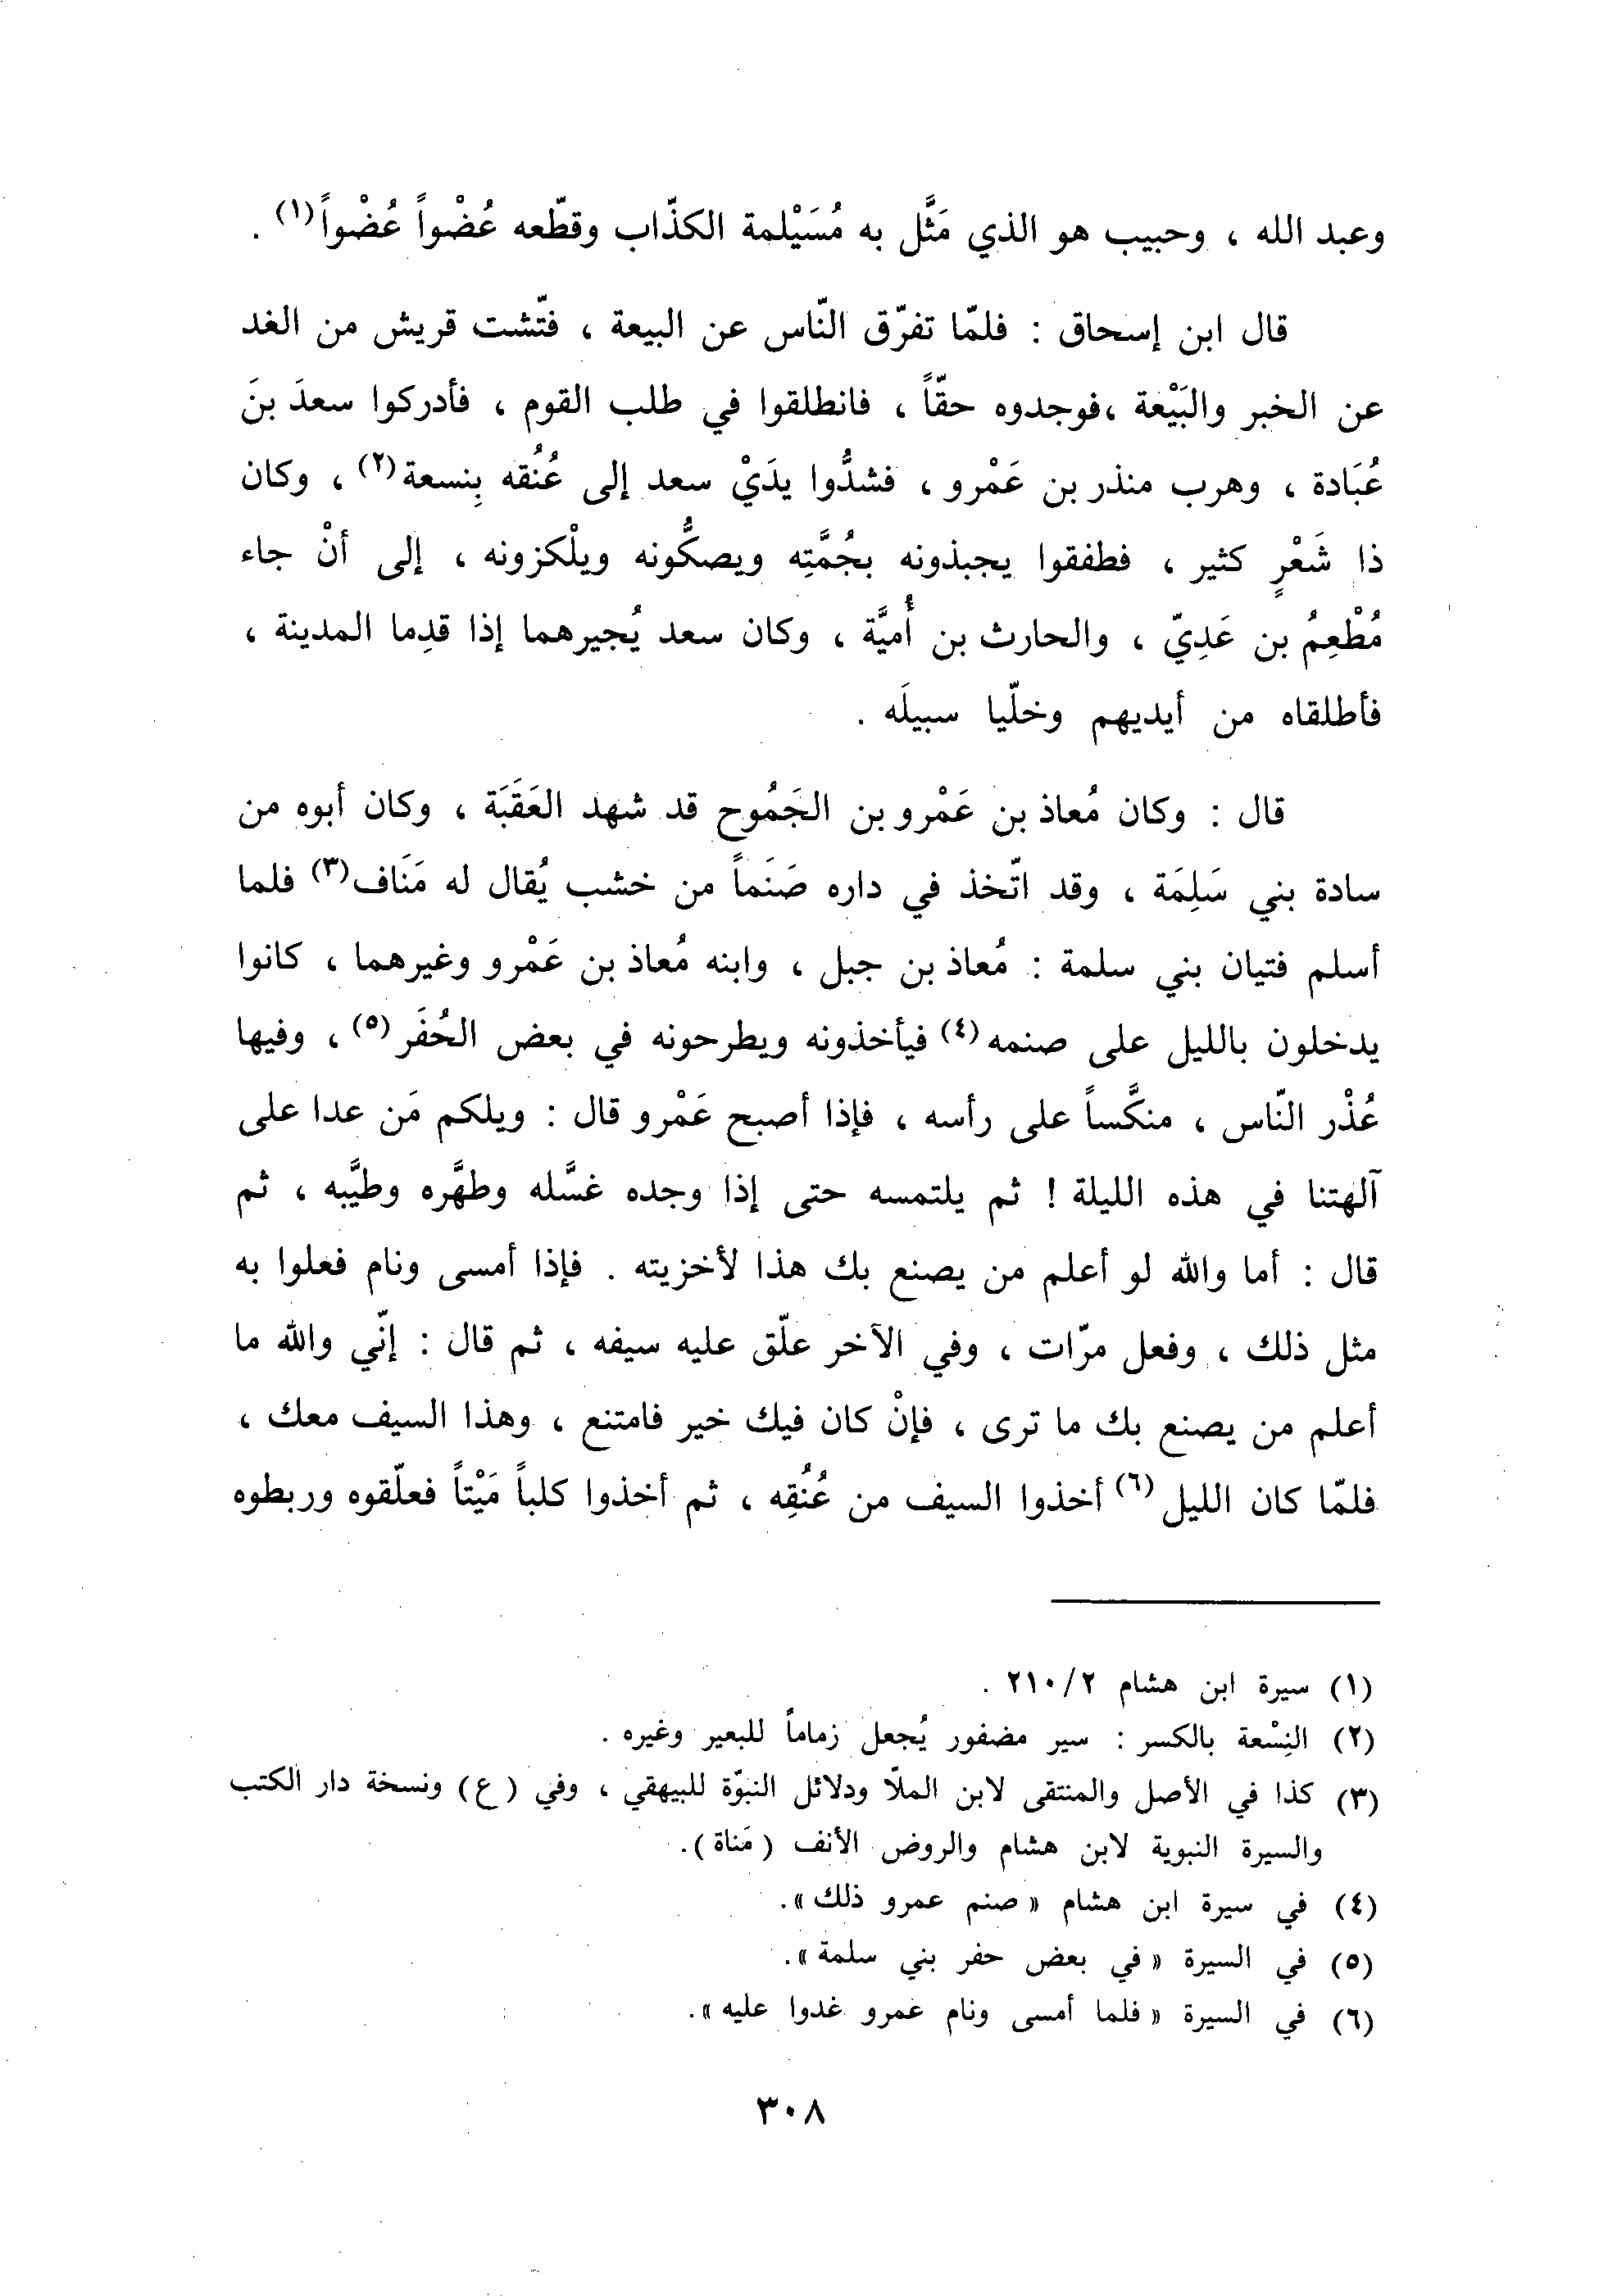 وعبد الله ، وحبيب هو الذي مَثَّل به مُسَيْلمة الكذّاب وقطّعه عُضْواً عُضْواً(١) .
قال ابن إسحاق : فلمّا تفرّق النّاس عن البيعة ، فتّشت قريش من الغد
عن الخبر والبَيْعة ،فوجدوه حقّاً ، فانطلقوا في طلب القوم ، فأدركوا سعدَ بنَ
عُبَادة ، وهرب منذر بن عَمْرو ، فشدُّوا يدَيْ سعد إلى عُنُقه بِنسعة(٢) ، وكان
ذا شَعْرٍ كثير ، فطفقوا يجبذونه بجُمَّتِه ويصكُّونه ويلْكزونه ، إلى أنْ جاء
مُطْعِمُ بن عَدِيّ ، والحارث بن أُميَّة ، وكان سعد يُجيرهما إذا قدِما المدينة ،
فأطلقاه من أيديهم وخلّيا سبيلَه .
قال : وكان مُعاذ بن عَمْرو بن الجَمُوح قد شهد العَقَبَة ، وكان أبوه من
سادة بني سَلِمَة ، وقد اتّخذ في داره صَنَماً من خشب يُقال له مَنَاف(٣) فلما
أسلم فتيان بني سلمة : مُعاذ بن جبل ، وابنه مُعاذ بن عَمْرو وغيرهما ، كانوا
يدخلون بالليل على صنمه(٤) فيأخذونه ويطرحونه في بعض الحُفَر(٥) ، وفيها
عُذْر النّاس ، منكَّساً على رأسه ، فإذا أصبح عَمْرو قال : ويلكم مَن عدا على
آلهتنا في هذه الليلة ! ثم يلتمسه حتى إذا وجده غسَّله وطهَّره وطيَّبه ، ثم
قال : أما والله لو أعلم من يصنع بك هذا لأخزيته . فإذا أمسى ونام فعلوا به
مثل ذلك ، وفعل مرّات ، وفي الآخر علّق عليه سيفه ، ثم قال : إنّي والله ما
أعلم من يصنع بك ما ترى ، فإنْ كان فيك خير فامتنع ، وهذا السيف معك ،
فلمّا كان الليل (٦) أخذوا السيف من عُنُقِه ، ثم أخذوا كلباً مَيْتاً فعلّقوه وربطوه
(١) سيرة ابن هشام ٢١٠/٢ .
(٢) النِسْعة بالكسر : سير مضفور يُجعل زماماً للبعير وغيره .
(٣) كذا في الأصل والمنتقى لابن الملّا ودلائل النبوّة للبيهقي ، وفي ( ع ) ونسخة دار الكتب
والسيرة النبوية لابن هشام والروض الأنف ( مَناة ).
(٤) في سيرة ابن هشام « صنم عمرو ذلك ».
(٥) في السيرة « في بعض حفر بني سلمة ».
(٦) في السيرة « فلما أمسى ونام عمرو غدوا عليه ».
٣٠٨